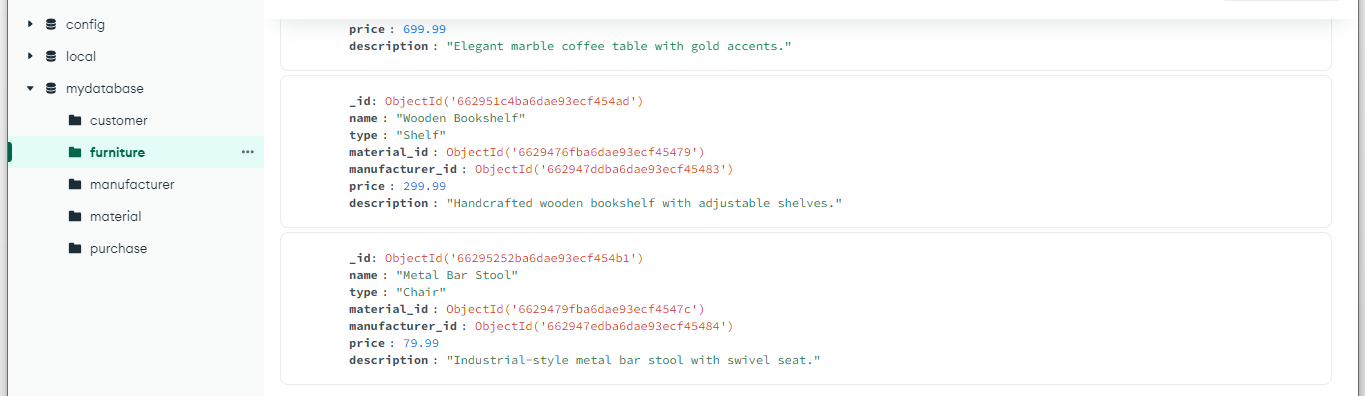 config
local
mydatabase
customer
furniture
manufacturer
material
purchase
price : 699.99
description : "Elegant marble coffee table with gold accents."
_id: ObjectId('662951c4ba6dae93ecf454ad')
name : "Wooden Bookshelf"
type : "Shelf"
material_id : ObjectId('6629476fba6dae93ecf45479')
manufacturer_id : ObjectId('662947ddba6dae93ecf45483')
price : 299.99
description : "Handcrafted wooden bookshelf with adjustable shelves."
_id: ObjectId('66295252ba6dae93ecf454b1')
name : "Metal Bar Stool"
type : "Chair"
material_id : ObjectId('6629479fba6dae93ecf4547c')
manufacturer_id : ObjectId('662947edba6dae93ecf45484')
price : 79.99
description : "Industrial-style metal bar stool with swivel seat."